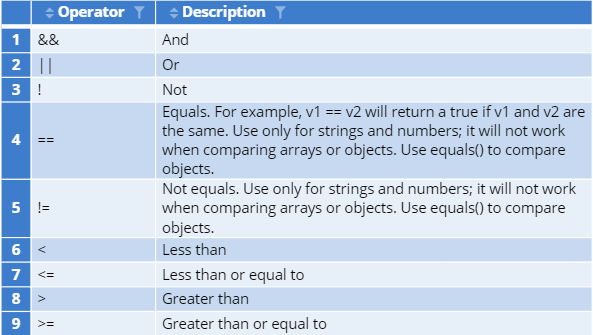 Operator Description
1 && And
2 || Or
3 ! Not
4 == Equals. For example, v1 == v2 will return a true if v1 and v2 are
the same. Use only for strings and numbers; it will not work
when comparing arrays or objects. Use equals() to compare
objects.
5 != Not equals. Use only for strings and numbers; it will not work
when comparing arrays or objects. Use equals() to compare
objects.
6 < Less than
7 <= Less than or equal to
8 > Greater than
9 >= Greater than or equal to